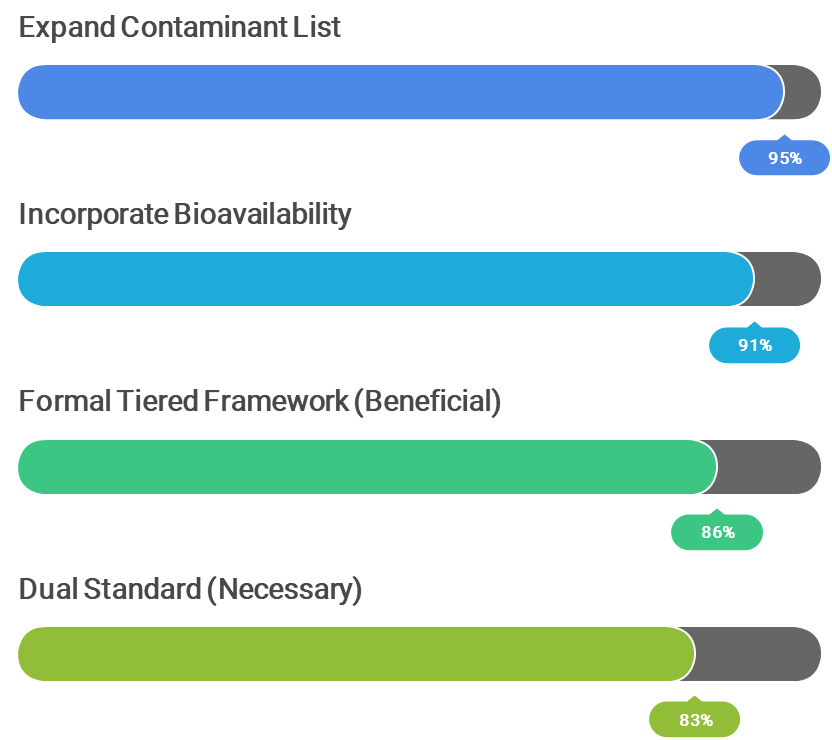 Expand Contaminant List
95%
Incorporate Bioavailability
91%
Formal Tiered Framework (Beneficial)
86%
Dual Standard (Necessary)
83%